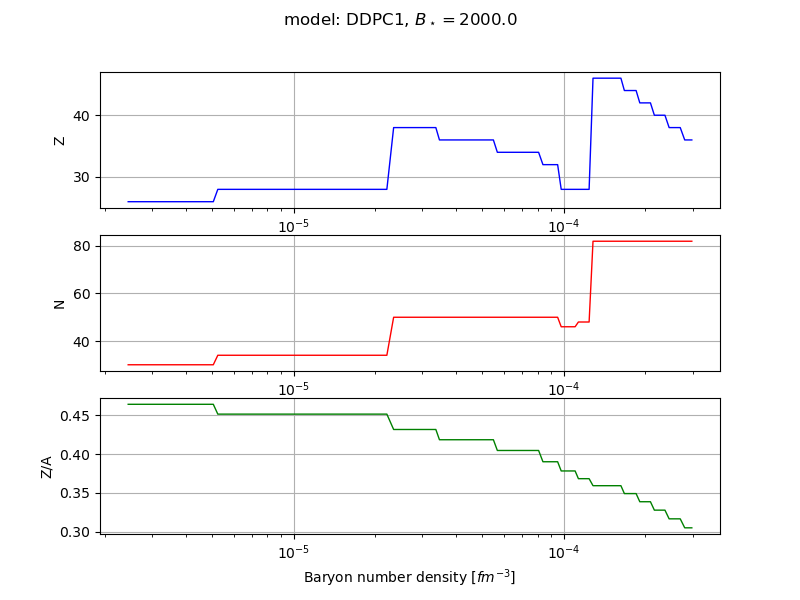 model: DDPC1, $B_\star = 2000.0$
40
30
Z
10⁻⁵ 10⁻⁴
80
60
40
N
10⁻⁵ 10⁻⁴
0.45
0.40
0.35
0.30
Z/A
10⁻⁵ 10⁻⁴
Baryon number density [$fm^{-3}$]